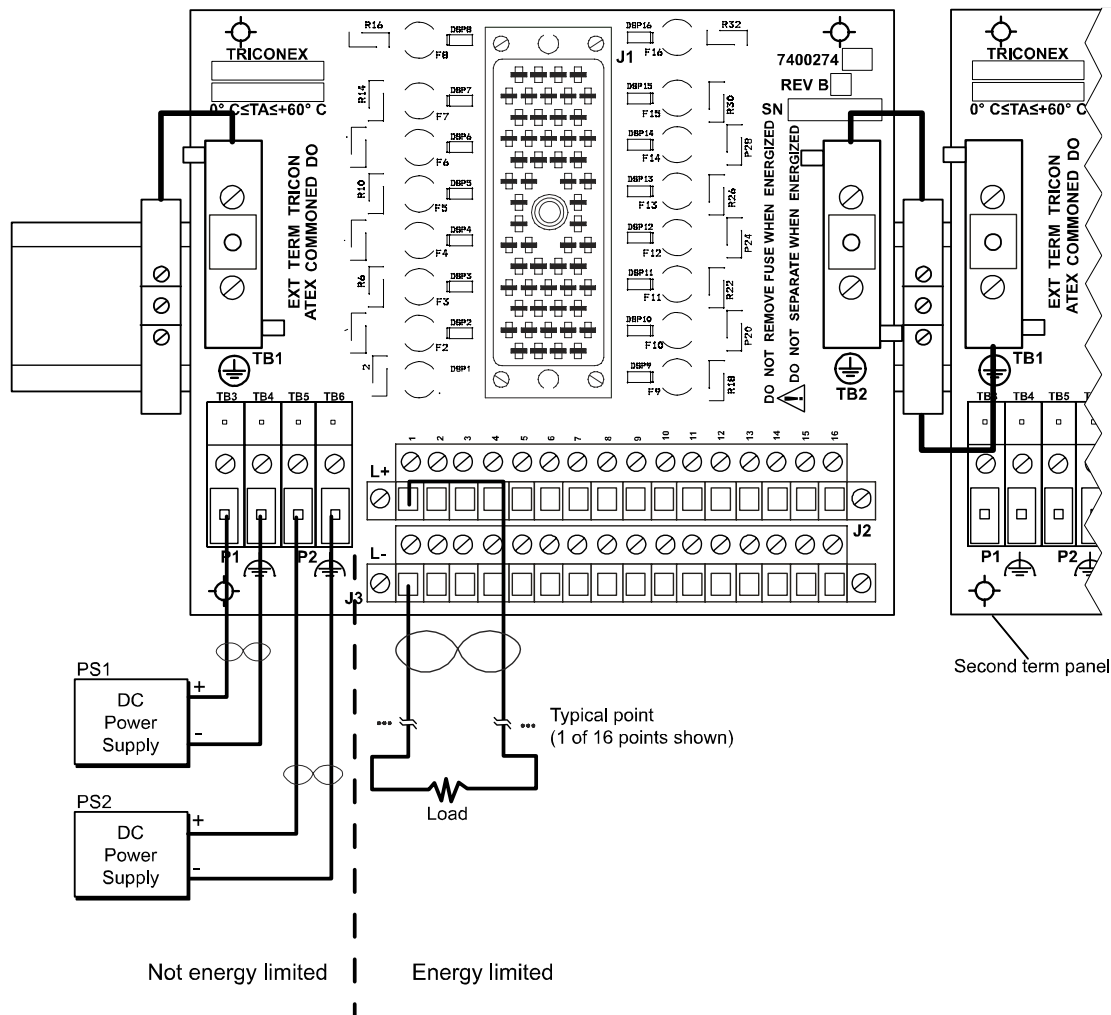 R16
DSP8
F8
DSP16
F16
R32
J1
TRICONEX
0° C≤TA≤+60° C
7400274
REV B
SN
TRICONEX
0° C≤TA≤+60° C
R14
DSP7
F7
DSP15
F15
R30
DSP6
F6
DSP14
F14
P28
R10
DSP5
F5
DSP13
F13
R26
DSP4
F4
DSP12
F12
P24
R6
DSP3
F3
DSP11
F11
R22
DSP2
F2
DSP10
F10
P20
2
DSP1
DSP9
F9
R18
EXT TERM TRICON
ATEX COMMONED DO
DO NOT REMOVE FUSE WHEN ENERGIZED
DO NOT SEPARATE WHEN ENERGIZED
EXT TERM TRICON
ATEX COMMONED DO
TB1
TB2
TB1
TB3 TB4 TB5 TB6
TB4 TB5
1 2 3 4 5 6 7 8 9 10 11 12 13 14 15 16
L+
J2
L-
J3
P1 P2
P1 P2
Second term panel
PS1
DC
Power
Supply
+
-
Typical point
(1 of 16 points shown)
... ...
Load
PS2
DC
Power
Supply
+
-
Not energy limited
Energy limited